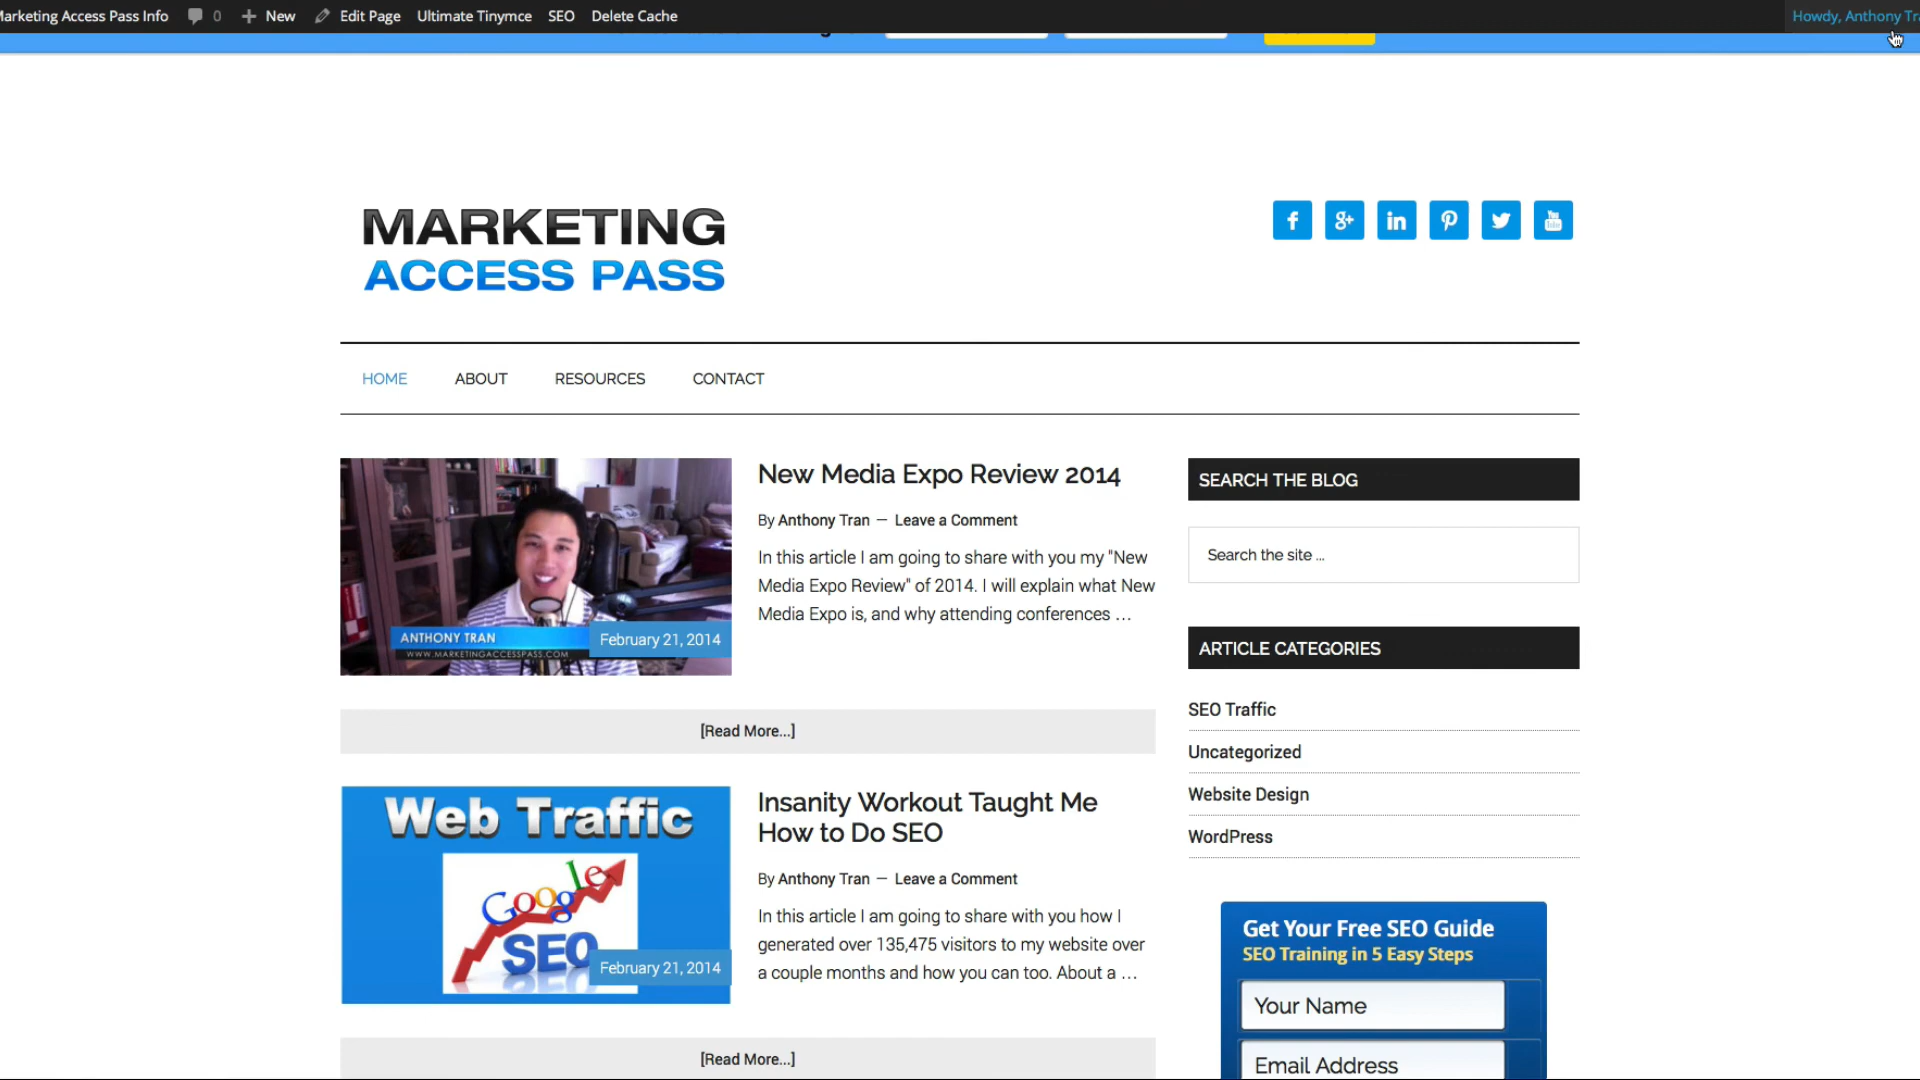 Marketing Access Pass Info 0 New Edit Page Ultimate Tinymce SEO Delete Cache Howdy, Anthony
MARKETING
ACCESS PASS
HOME ABOUT RESOURCES CONTACT
New Media Expo Review 2014
By Anthony Tran — Leave a Comment
In this article I am going to share with you my "New
Media Expo Review" of 2014. I will explain what New
Media Expo is, and why attending conferences …
ANTHONY TRAN
WWW.MARKETINGACCESSPASS.COM
February 21, 2014
[Read More...]
Web Traffic
Google
SEO
February 21, 2014
Insanity Workout Taught Me
How to Do SEO
By Anthony Tran — Leave a Comment
In this article I am going to share with you how I
generated over 135,475 visitors to my website over
a couple months and how you can too. About a …
[Read More...]
SEARCH THE BLOG
Search the site ...
ARTICLE CATEGORIES
SEO Traffic
Uncategorized
Website Design
WordPress
Get Your Free SEO Guide
SEO Training in 5 Easy Steps
Your Name
Email Address